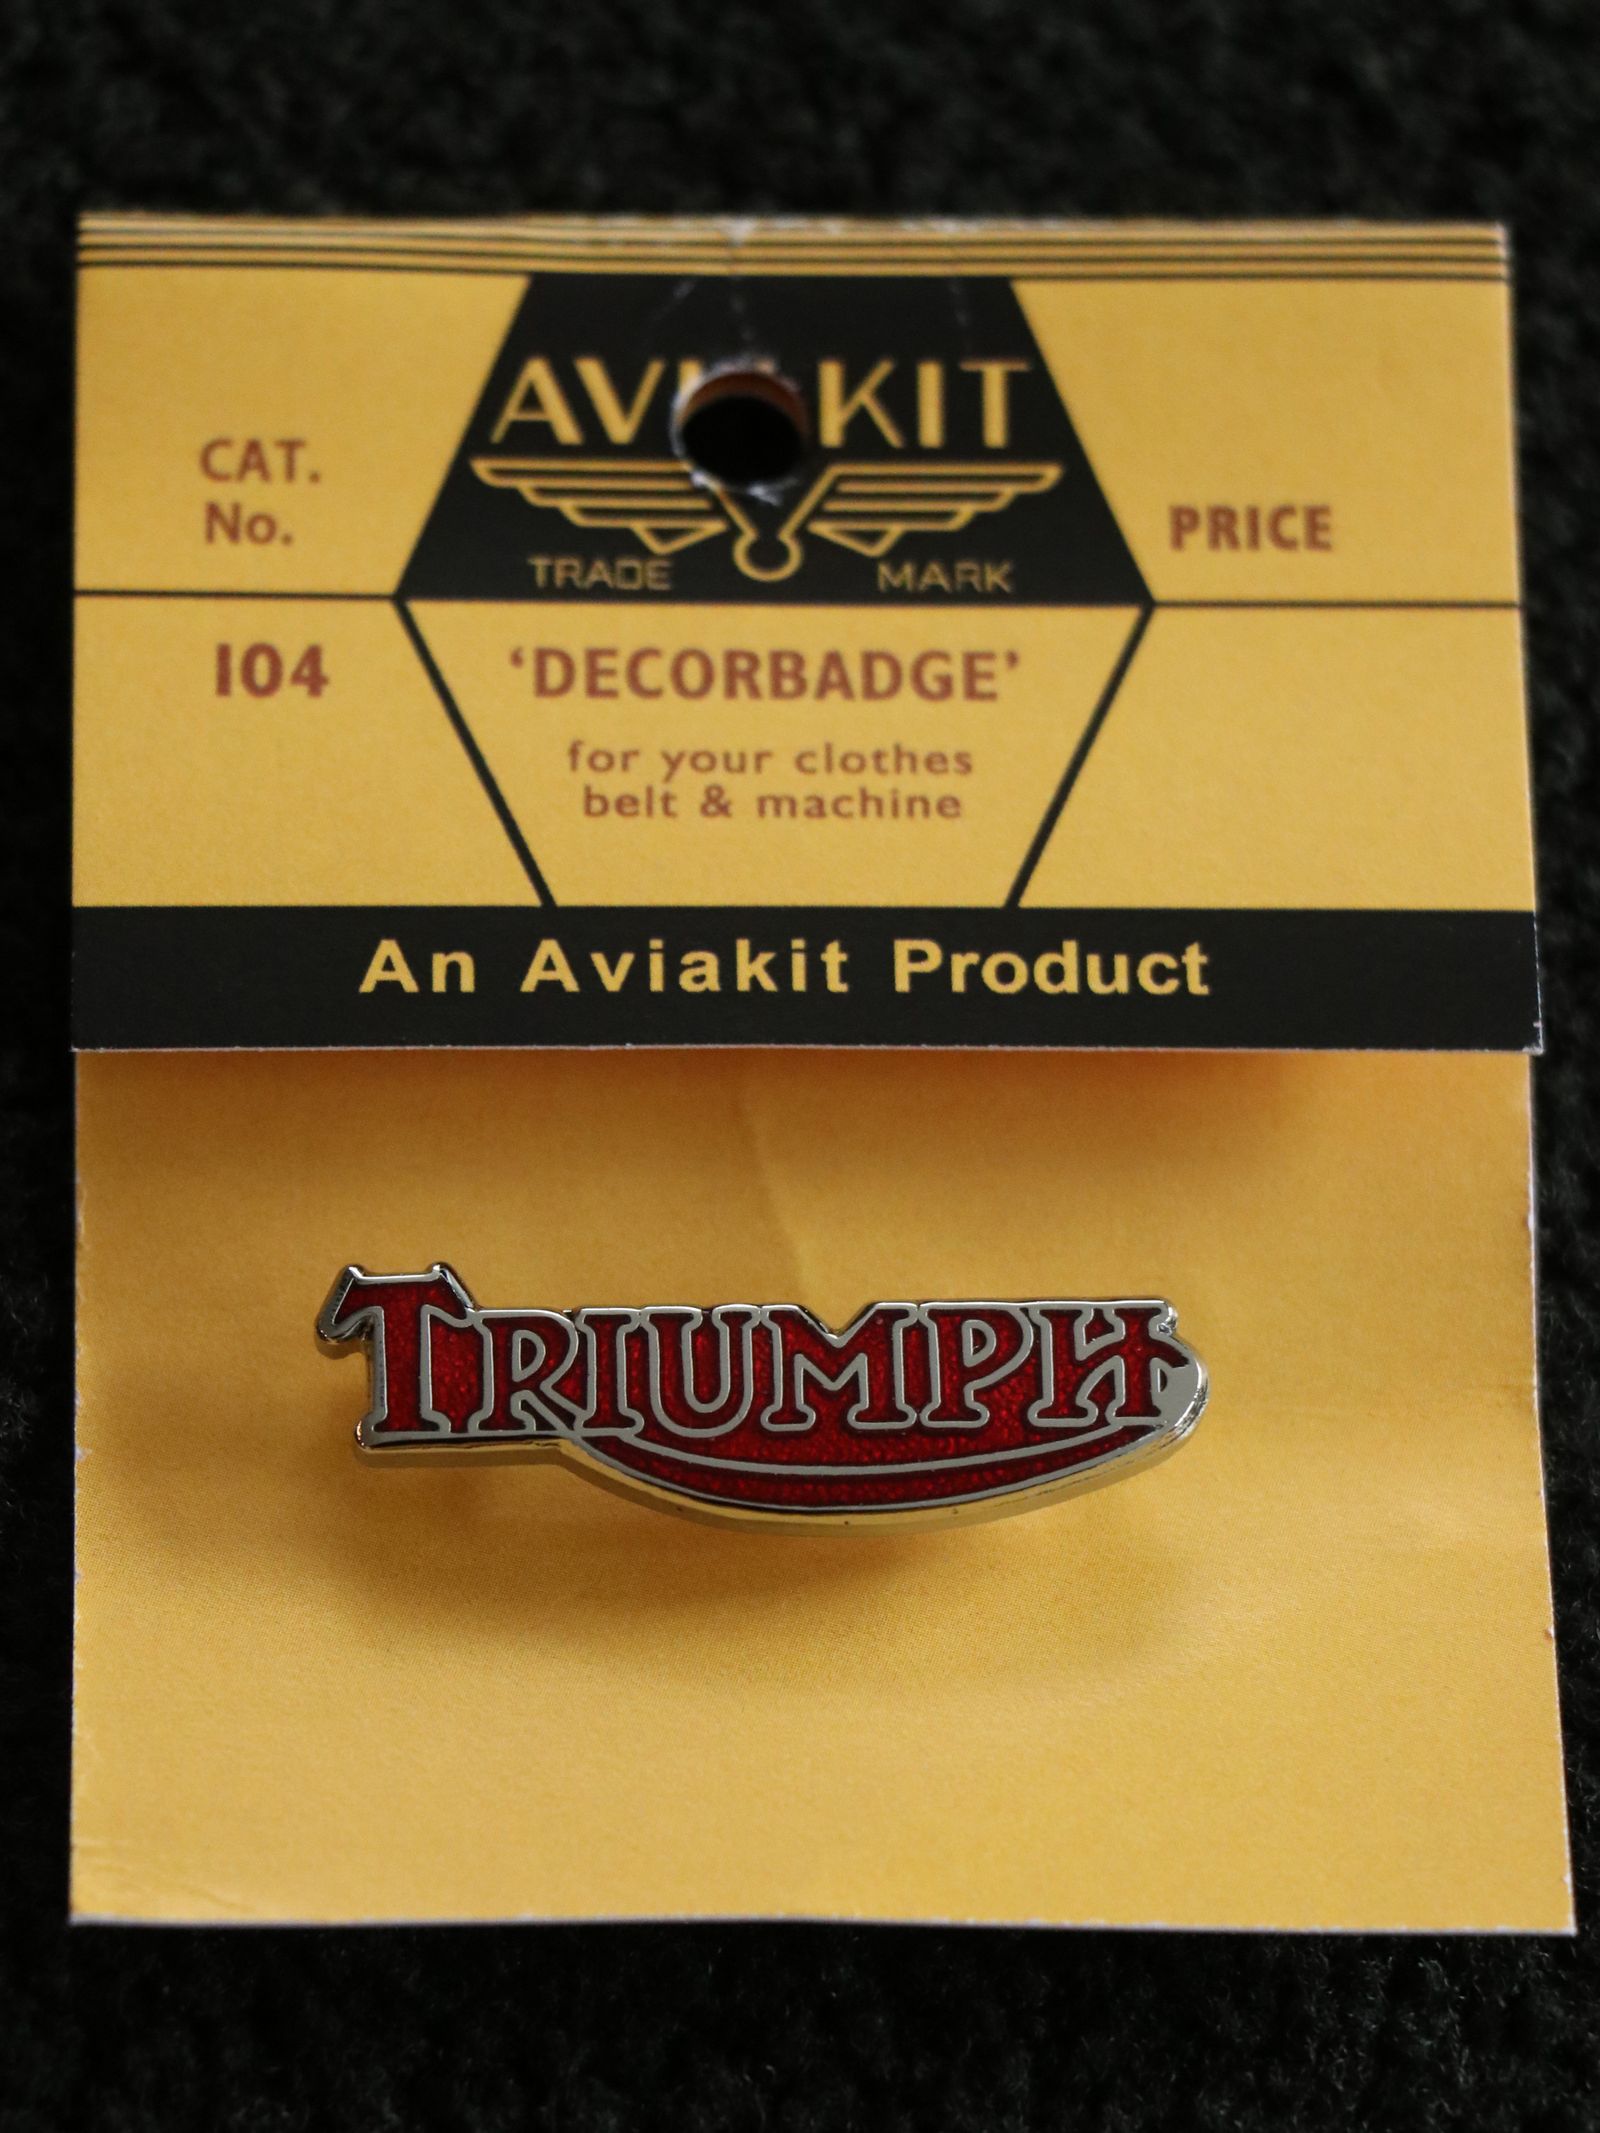 AVIAKIT
TRADE MARK
CAT.
No.
PRICE
104
'DECORBADGE'
for your clothes
belt & machine
An Aviakit Product
TRIUMPH